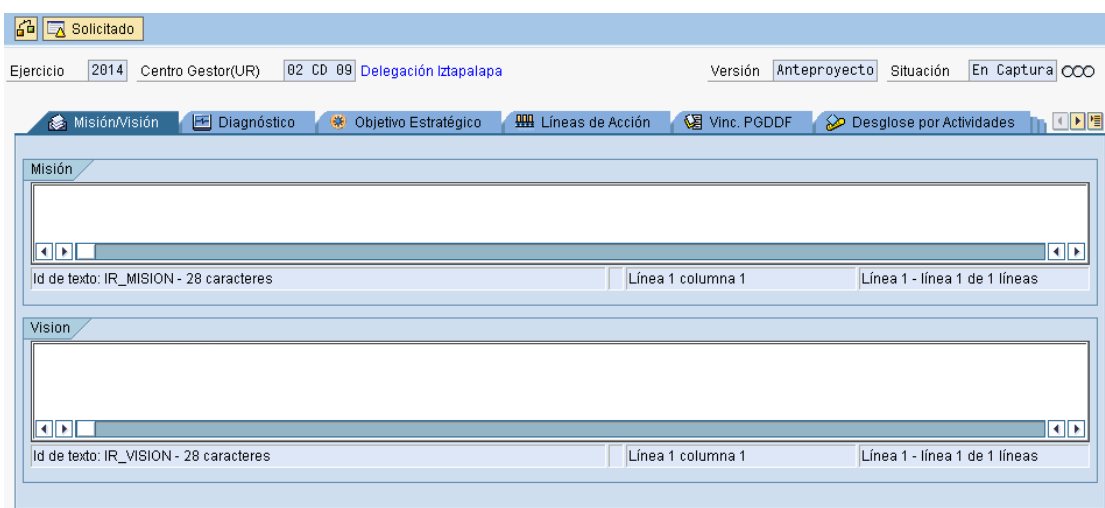 Solicitado
Ejercicio 2014 Centro Gestor(UR) 02 CD 09 Delegación Iztapalapa Versión Anteproyecto Situación En Captura
Misión/Visión Diagnóstico Objetivo Estratégico Líneas de Acción Vinc. PGDDF Desglose por Actividades
Misión
Id de texto: IR_MISION - 28 caracteres Línea 1 columna 1 Línea 1 - línea 1 de 1 líneas
Vision
Id de texto: IR_VISION - 28 caracteres Línea 1 columna 1 Línea 1 - línea 1 de 1 líneas